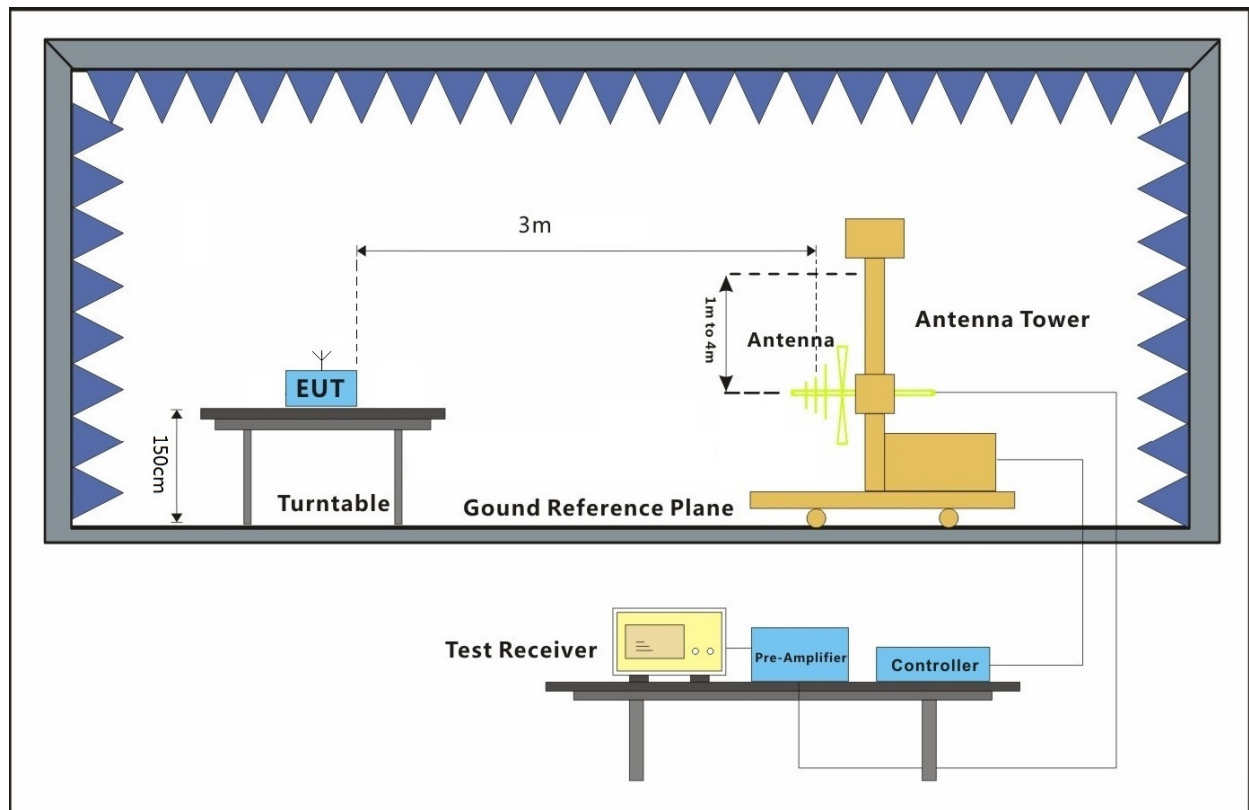 3m
1m to 4m
Antenna
Antenna Tower
EUT
150cm
Turntable
Gound Reference Plane
Test Receiver
Pre-Amplifier
Controller